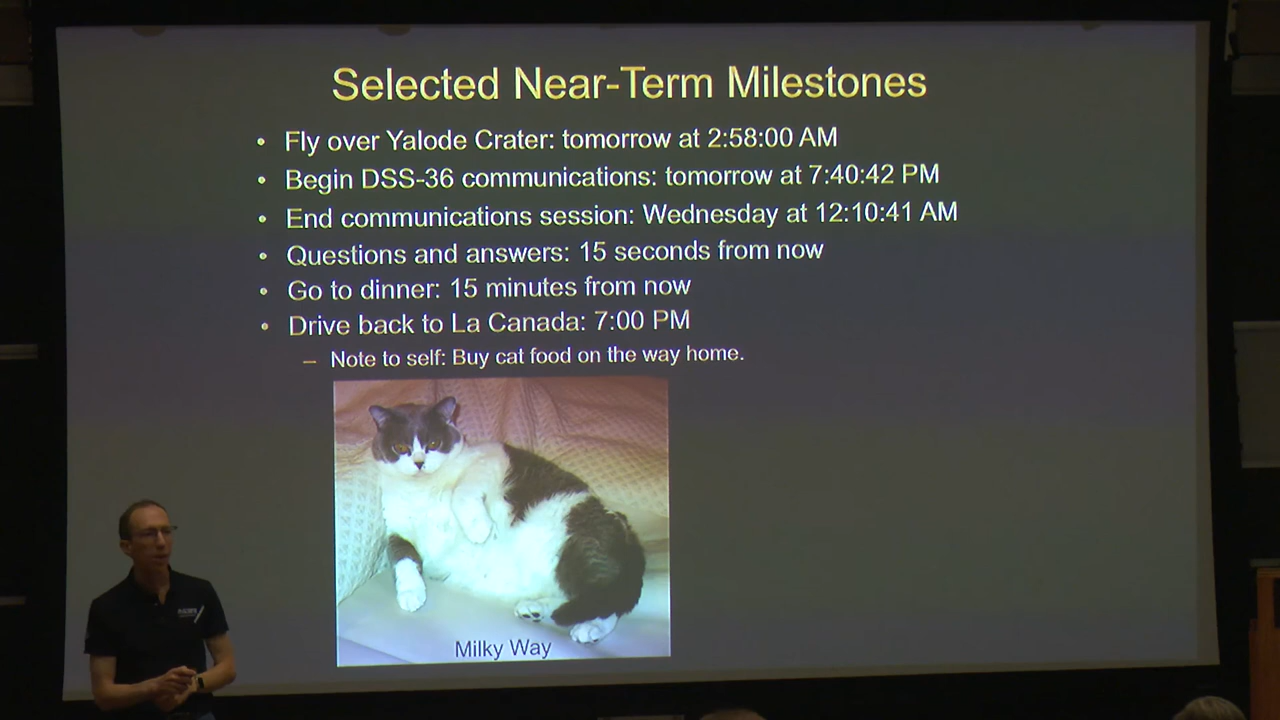 Selected Near-Term Milestones
• Fly over Yalode Crater: tomorrow at 2:58:00 AM
• Begin DSS-36 communications: tomorrow at 7:40:42 PM
• End communications session: Wednesday at 12:10:41 AM
• Questions and answers: 15 seconds from now
• Go to dinner: 15 minutes from now
• Drive back to La Canada: 7:00 PM
– Note to self: Buy cat food on the way home.
Milky Way